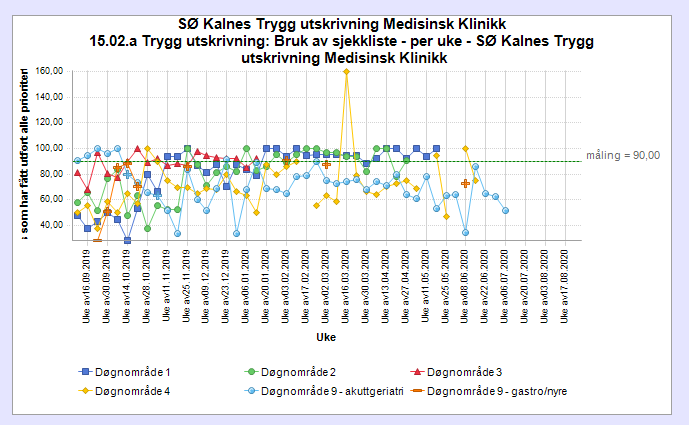 SØ Kalnes Trygg utskrivning Medisinsk Klinikk
15.02.a Trygg utskrivning: Bruk av sjekkliste - per uke - SØ Kalnes Trygg
utskrivning Medisinsk Klinikk
som har fått utført alle prioriter
160,00
140,00
120,00
100,00
80,00
60,00
40,00
måling = 90,00
Uke av16.09.2019
Uke av30.09.2019
Uke av14.10.2019
Uke av28.10.2019
Uke av11.11.2019
Uke av25.11.2019
Uke av09.12.2019
Uke av23.12.2019
Uke av06.01.2020
Uke av20.01.2020
Uke av03.02.2020
Uke av17.02.2020
Uke av02.03.2020
Uke av16.03.2020
Uke av30.03.2020
Uke av13.04.2020
Uke av27.04.2020
Uke av11.05.2020
Uke av25.05.2020
Uke av08.06.2020
Uke av22.06.2020
Uke av06.07.2020
Uke av20.07.2020
Uke av03.08.2020
Uke av17.08.2020
Uke
Døgnområde 1
Døgnområde 2
Døgnområde 3
Døgnområde 4
Døgnområde 9 - akuttgeriatri
Døgnområde 9 - gastro/nyre